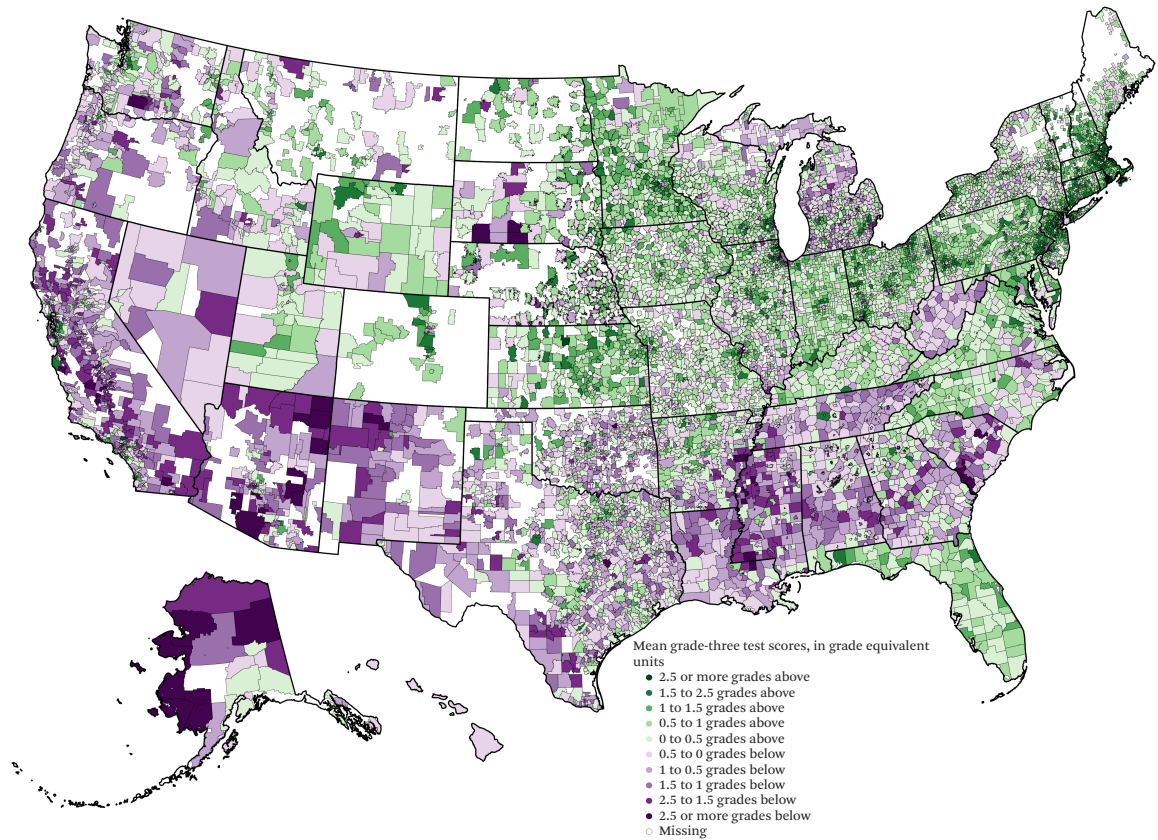 Mean grade-three test scores, in grade equivalent
units
2.5 or more grades above
1.5 to 2.5 grades above
1 to 1.5 grades above
0.5 to 1 grades above
0 to 0.5 grades above
0.5 to 0 grades below
1 to 0.5 grades below
1.5 to 1 grades below
2.5 to 1.5 grades below
2.5 or more grades below
Missing